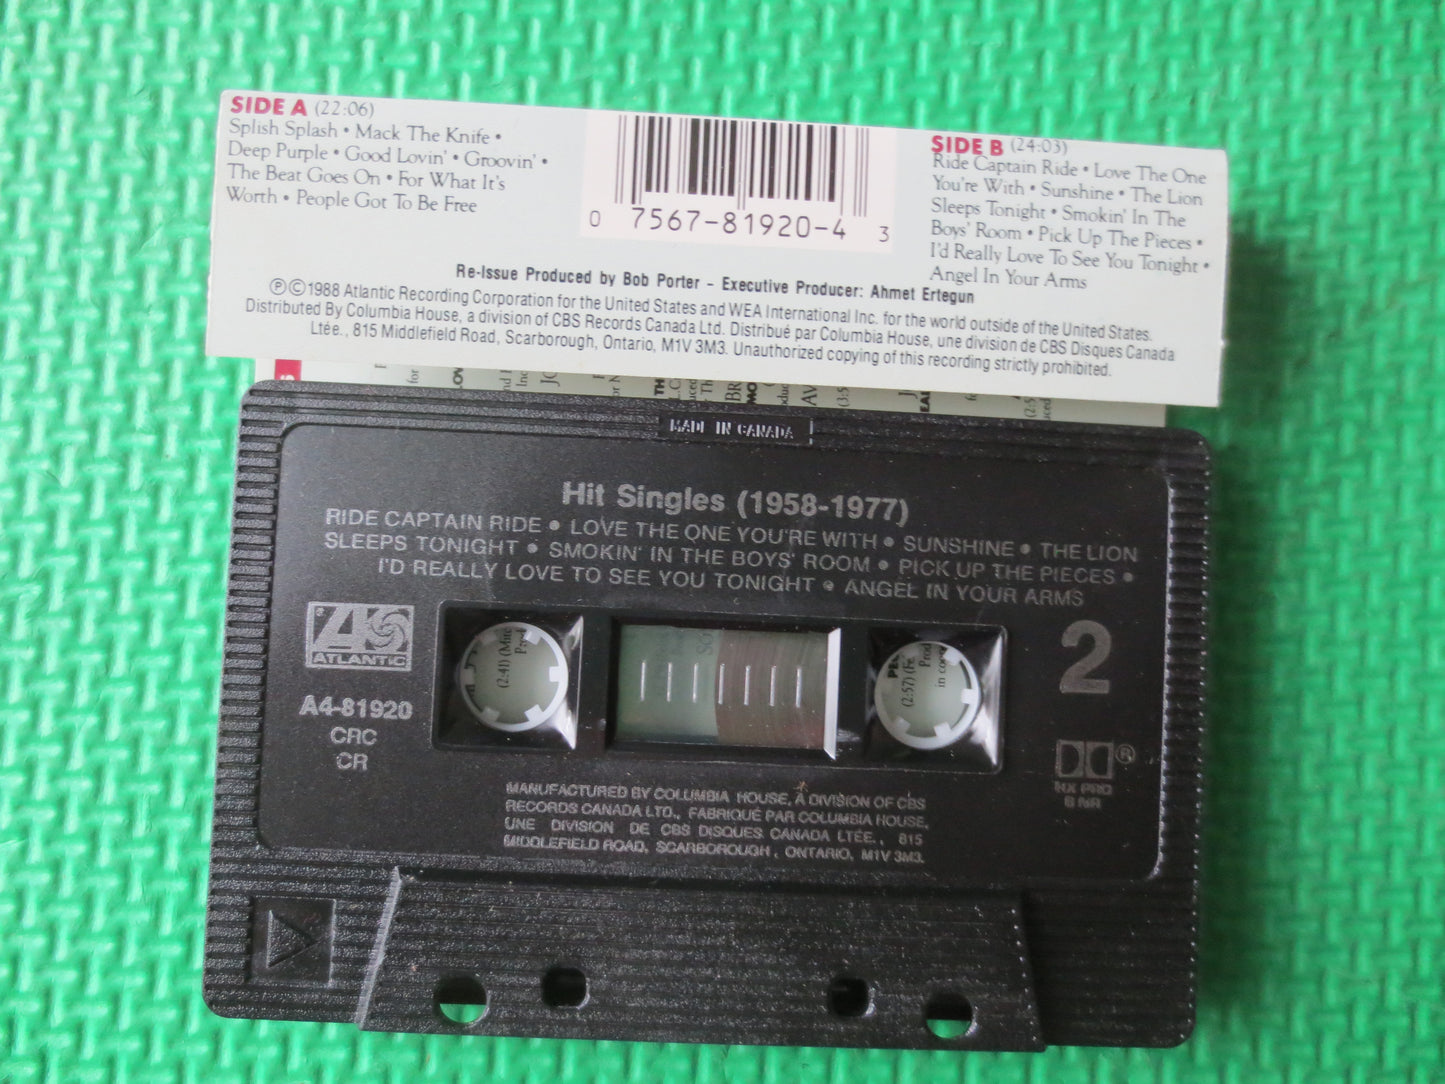 SIDE A (22:06)
Splish Splash • Mack The Knife •
Deep Purple • Good Lovin' • Groovin' •
The Beat Goes On • For What It's
Worth • People Got To Be Free
0 7567-81920-4 3
SIDE B (24:03)
Ride Captain Ride • Love The One
You're With • Sunshine • The Lion
Sleeps Tonight • Smokin' In The
Boys' Room • Pick Up The Pieces •
I'd Really Love To See You Tonight •
Angel In Your Arms
Re-Issue Produced by Bob Porter - Executive Producer: Ahmet Ertegun
℗©1988 Atlantic Recording Corporation for the United States and WEA International Inc. for the world outside of the United States.
Distributed By Columbia House, a division of CBS Records Canada Ltd. Distribué par Columbia House, une division de CBS Disques Canada
Ltée., 815 Middlefield Road, Scarborough, Ontario, M1V 3M3. Unauthorized copying of this recording strictly prohibited.
MADE IN CANADA
Hit Singles (1958-1977)
RIDE CAPTAIN RIDE • LOVE THE ONE YOU'RE WITH • SUNSHINE • THE LION
SLEEPS TONIGHT • SMOKIN' IN THE BOYS' ROOM • PICK UP THE PIECES •
I'D REALLY LOVE TO SEE YOU TONIGHT • ANGEL IN YOUR ARMS
ATLANTIC
A4-81920
CRC
CR
2
(2:41)
(2:57)
HX PRO
B NR
MANUFACTURED BY COLUMBIA HOUSE, A DIVISION OF CBS
RECORDS CANADA LTD., FABRIQUÉ PAR COLUMBIA HOUSE,
UNE DIVISION DE CBS DISQUES CANADA LTÉE., 815
MIDDLEFIELD ROAD, SCARBOROUGH, ONTARIO, M1V 3M3.